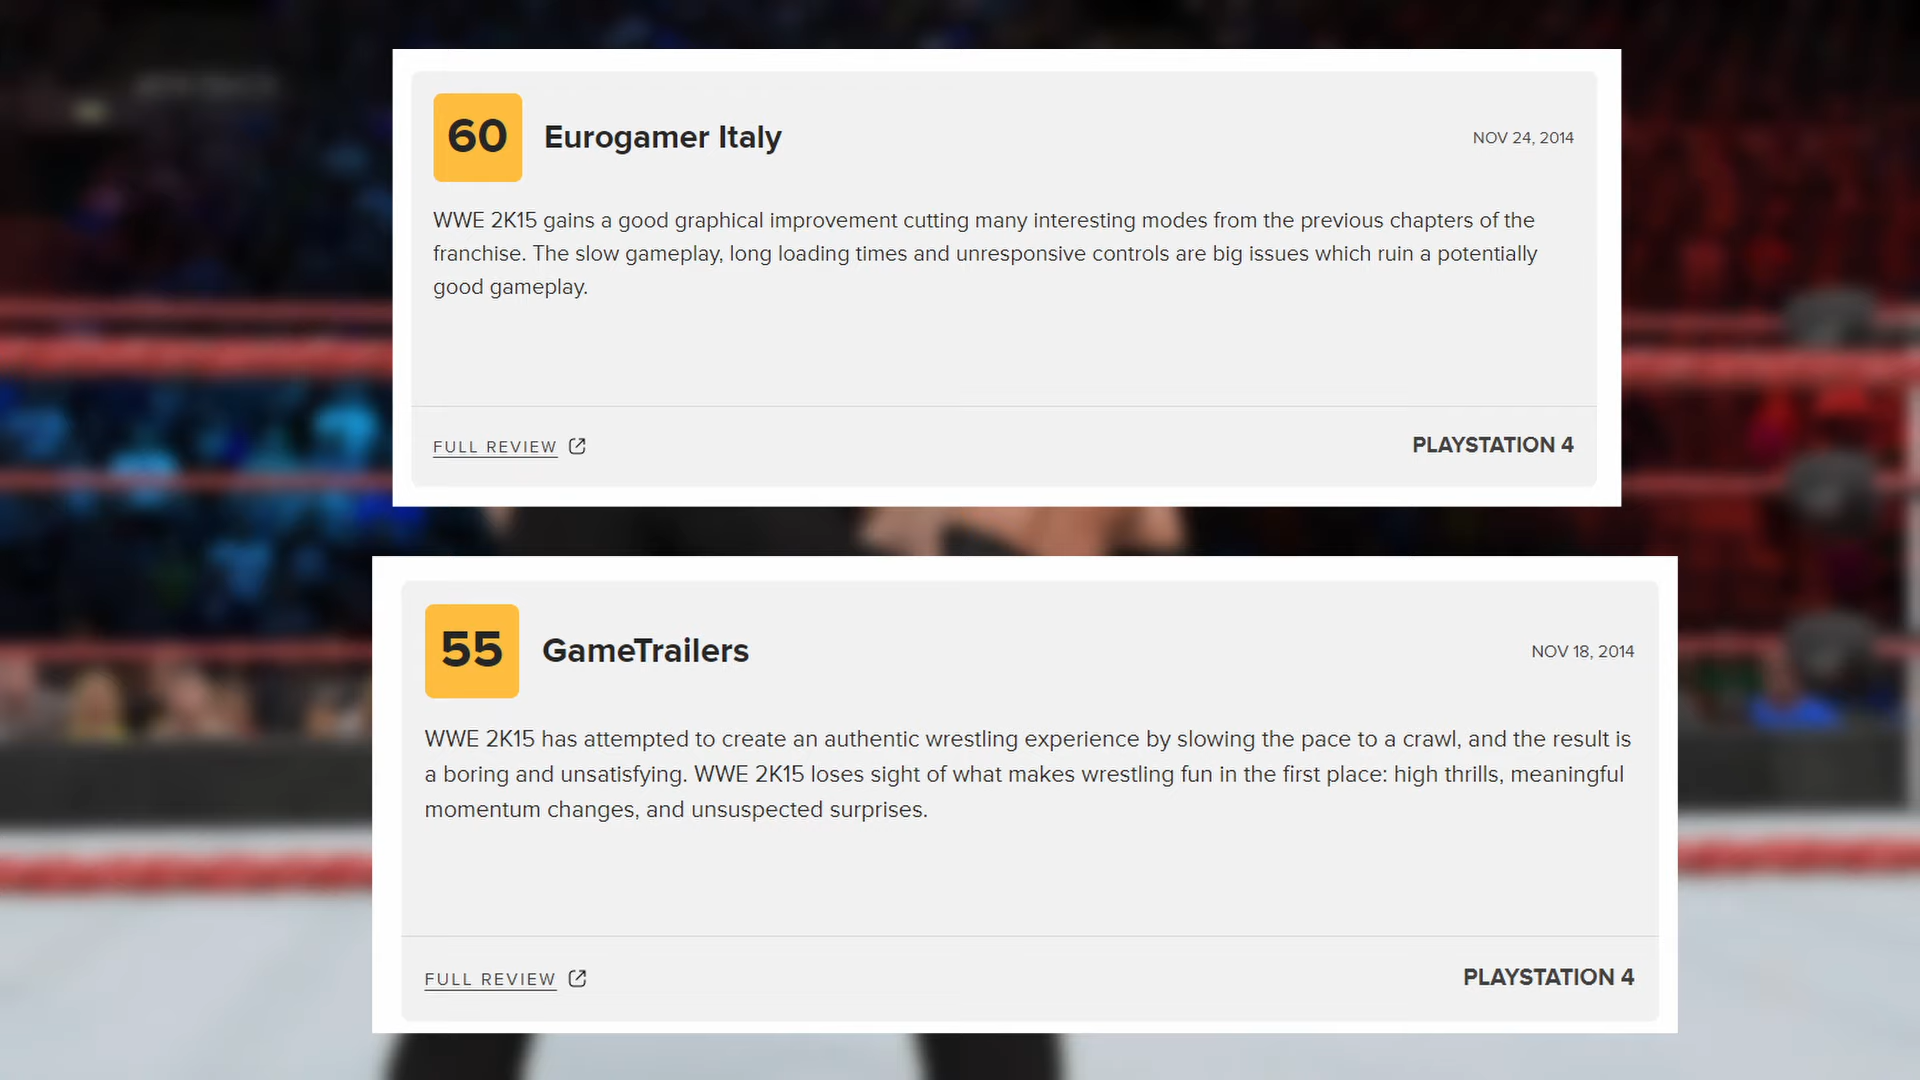 60
Eurogamer Italy
NOV 24, 2014
WWE 2K15 gains a good graphical improvement cutting many interesting modes from the previous chapters of the
franchise. The slow gameplay, long loading times and unresponsive controls are big issues which ruin a potentially
good gameplay.
FULL REVIEW
PLAYSTATION 4
55
GameTrailers
NOV 18, 2014
WWE 2K15 has attempted to create an authentic wrestling experience by slowing the pace to a crawl, and the result is
a boring and unsatisfying. WWE 2K15 loses sight of what makes wrestling fun in the first place: high thrills, meaningful
momentum changes, and unsuspected surprises.
FULL REVIEW
PLAYSTATION 4